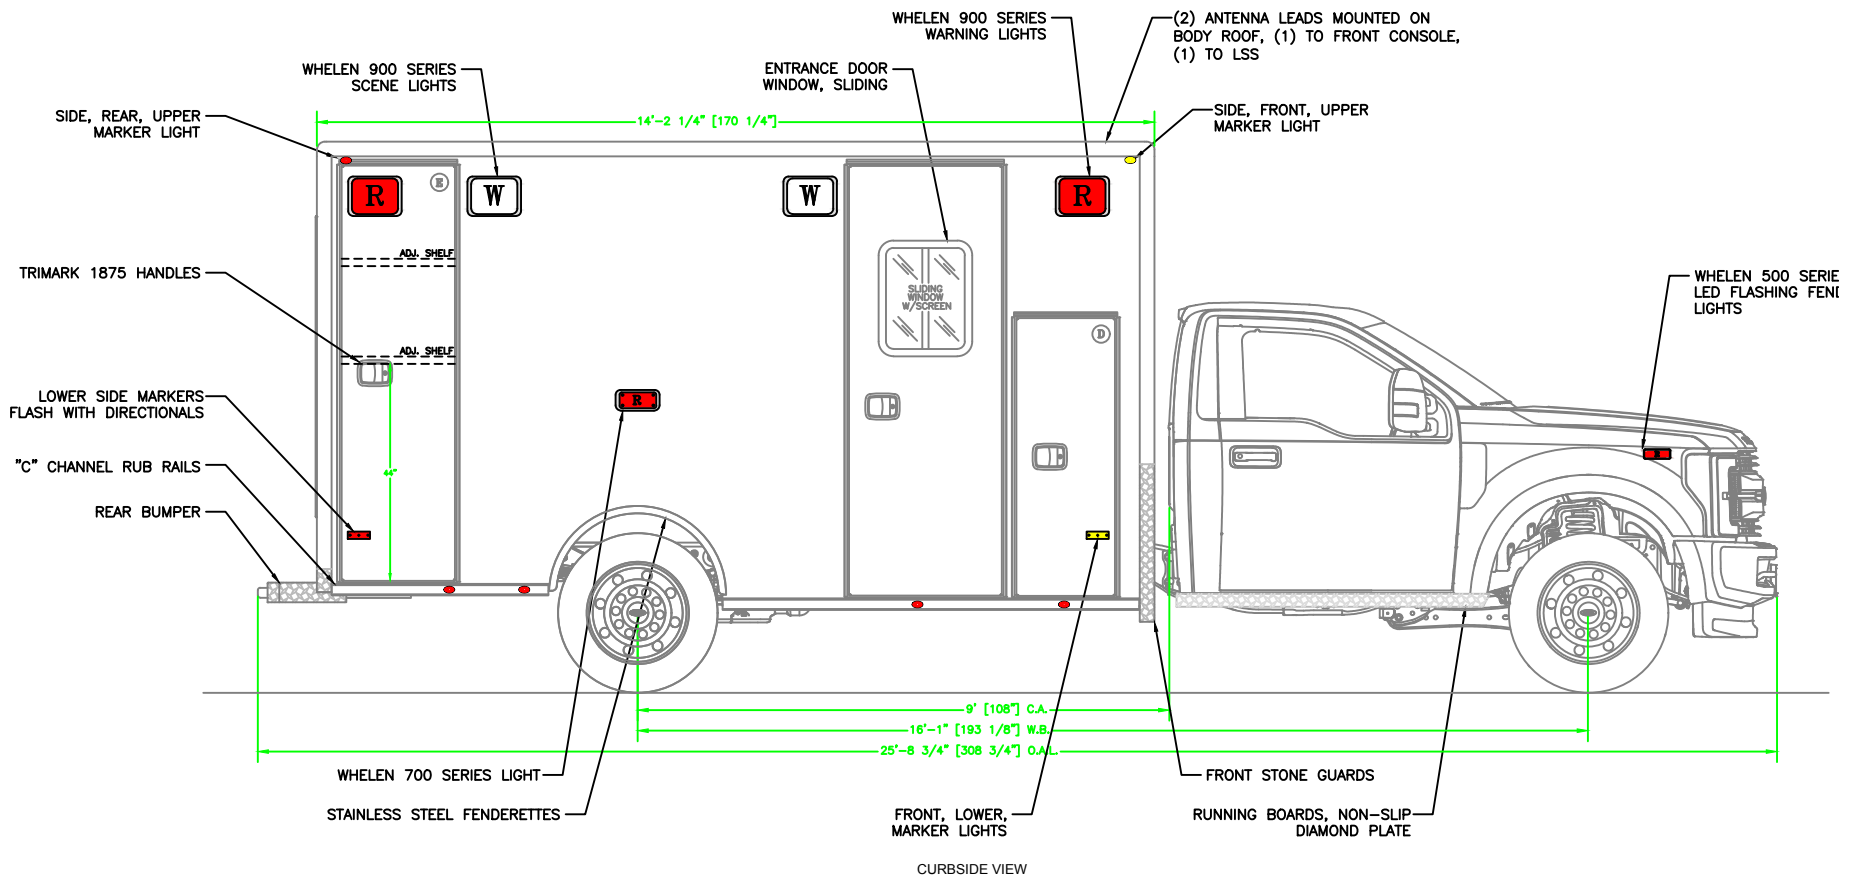 WHELEN 900 SERIES
WARNING LIGHTS
(2) ANTENNA LEADS MOUNTED ON
BODY ROOF, (1) TO FRONT CONSOLE,
(1) TO LSS
WHELEN 900 SERIES
SCENE LIGHTS
ENTRANCE DOOR
WINDOW, SLIDING
SIDE, REAR, UPPER
MARKER LIGHT
14'-2 1/4" [170 1/4"]
SIDE, FRONT, UPPER
MARKER LIGHT
R
E
W
W
R
ADJ. SHELF
TRIMARK 1875 HANDLES
SLIDING
WINDOW
W/SCREEN
WHELEN 500 SERIE
LED FLASHING FEND
LIGHTS
D
ADJ. SHELF
LOWER SIDE MARKERS
FLASH WITH DIRECTIONALS
R
"C" CHANNEL RUB RAILS
44"
REAR BUMPER
9' [108"] C.A.
16'-1" [193 1/8"] W.B.
25'-8 3/4" [308 3/4"] O.A.L.
WHELEN 700 SERIES LIGHT
FRONT STONE GUARDS
STAINLESS STEEL FENDERETTES
FRONT, LOWER,
MARKER LIGHTS
RUNNING BOARDS, NON-SLIP
DIAMOND PLATE
CURBSIDE VIEW